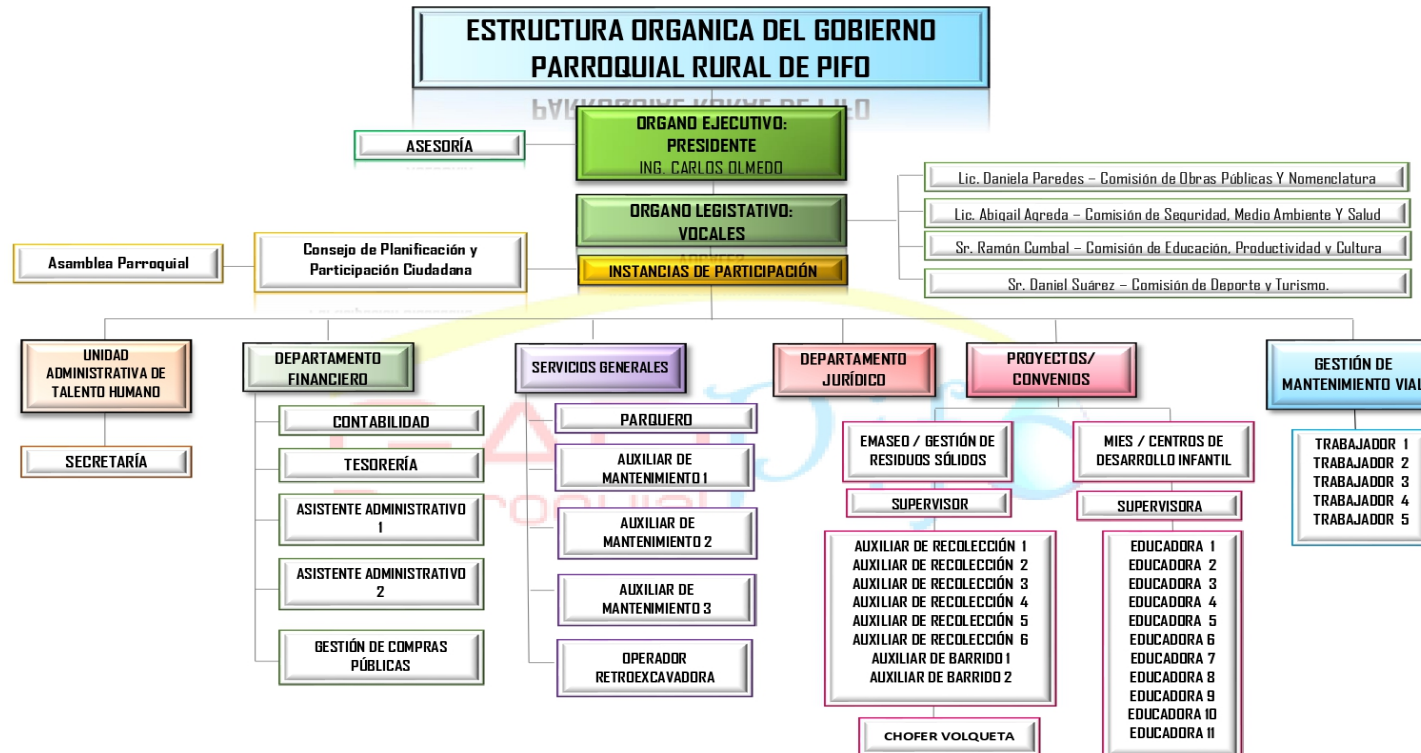 ESTRUCTURA ORGANICA DEL GOBIERNO
PARROQUIAL RURAL DE PIFO
ORGANO EJECUTIVO:
PRESIDENTE
ING. CARLOS OLMEDO
ASESORÍA
ORGANO LEGISTATIVO:
VOCALES
Lic. Daniela Paredes – Comisión de Obras Públicas Y Nomenclatura
Lic. Abigail Agreda – Comisión de Seguridad, Medio Ambiente Y Salud
Sr. Ramón Cumbal – Comisión de Educación, Productividad y Cultura
Sr. Daniel Suárez – Comisión de Deporte y Turismo.
Asamblea Parroquial
Consejo de Planificación y
Participación Ciudadana
INSTANCIAS DE PARTICIPACIÓN
UNIDAD
ADMINISTRATIVA DE
TALENTO HUMANO
SECRETARÍA
DEPARTAMENTO
FINANCIERO
CONTABILIDAD
TESORERÍA
ASISTENTE ADMINISTRATIVO
1
ASISTENTE ADMINISTRATIVO
2
GESTIÓN DE COMPRAS
PÚBLICAS
SERVICIOS GENERALES
PARQUERO
AUXILIAR DE
MANTENIMIENTO 1
AUXILIAR DE
MANTENIMIENTO 2
AUXILIAR DE
MANTENIMIENTO 3
OPERADOR
RETROEXCAVADORA
DEPARTAMENTO
JURÍDICO
PROYECTOS/
CONVENIOS
EMASEO / GESTIÓN DE
RESIDUOS SÓLIDOS
SUPERVISOR
AUXILIAR DE RECOLECCIÓN 1
AUXILIAR DE RECOLECCIÓN 2
AUXILIAR DE RECOLECCIÓN 3
AUXILIAR DE RECOLECCIÓN 4
AUXILIAR DE RECOLECCIÓN 5
AUXILIAR DE RECOLECCIÓN 6
AUXILIAR DE BARRIDO 1
AUXILIAR DE BARRIDO 2
CHOFER VOLQUETA
MIES / CENTROS DE
DESARROLLO INFANTIL
SUPERVISORA
EDUCADORA 1
EDUCADORA 2
EDUCADORA 3
EDUCADORA 4
EDUCADORA 5
EDUCADORA 6
EDUCADORA 7
EDUCADORA 8
EDUCADORA 9
EDUCADORA 10
EDUCADORA 11
GESTIÓN DE
MANTENIMIENTO VIAL
TRABAJADOR 1
TRABAJADOR 2
TRABAJADOR 3
TRABAJADOR 4
TRABAJADOR 5
Pifo